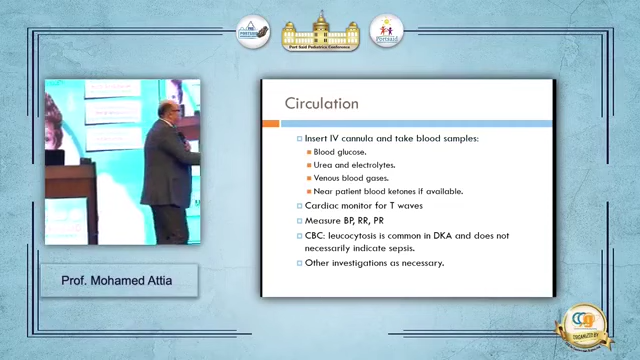 Port Said Pediatrics Conference
Circulation
Insert IV cannula and take blood samples:
Blood glucose.
Urea and electrolytes.
Venous blood gases.
Near patient blood ketones if available.
Cardiac monitor for T waves
Measure BP, RR, PR
CBC: leucocytosis is common in DKA and does not
necessarily indicate sepsis.
Other investigations as necessary.
Prof. Mohamed Attia
ORGANIZED BY